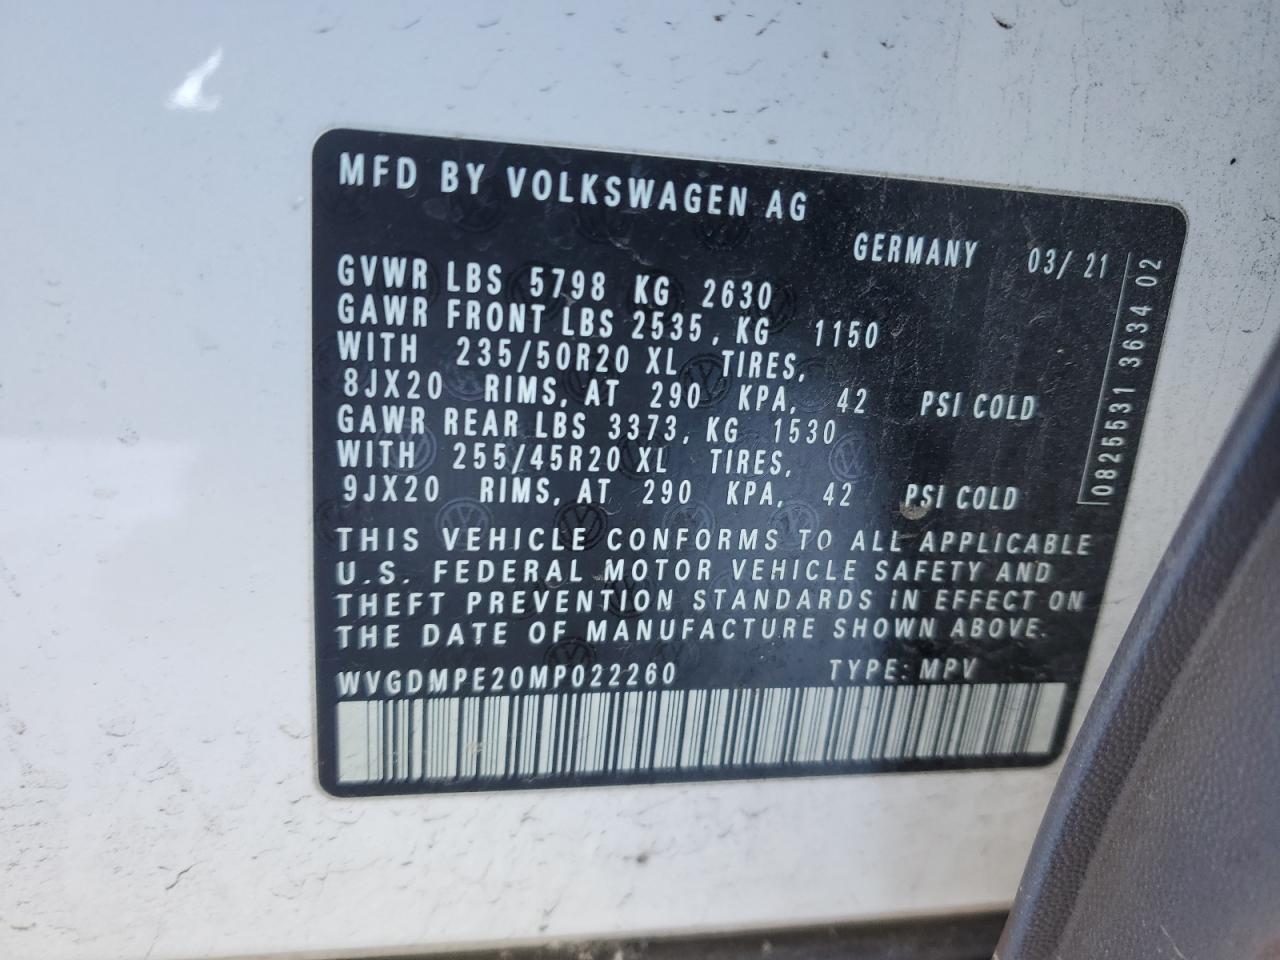 MFD BY VOLKSWAGEN AG
GERMANY 03/ 21
GVWR LBS 5798 KG 2630
GAWR FRONT LBS 2535, KG 1150
WITH 235/50R20 XL TIRES,
8JX20 RIMS, AT 290 KPA, 42 PSI COLD
GAWR REAR LBS 3373, KG 1530
WITH 255/45R20 XL TIRES,
9JX20 RIMS, AT 290 KPA, 42 PSI COLD
THIS VEHICLE CONFORMS TO ALL APPLICABLE
U.S. FEDERAL MOTOR VEHICLE SAFETY AND
THEFT PREVENTION STANDARDS IN EFFECT ON
THE DATE OF MANUFACTURE SHOWN ABOVE.
WVGDMPE20MP022260 TYPE: MPV
0825531 3634 02